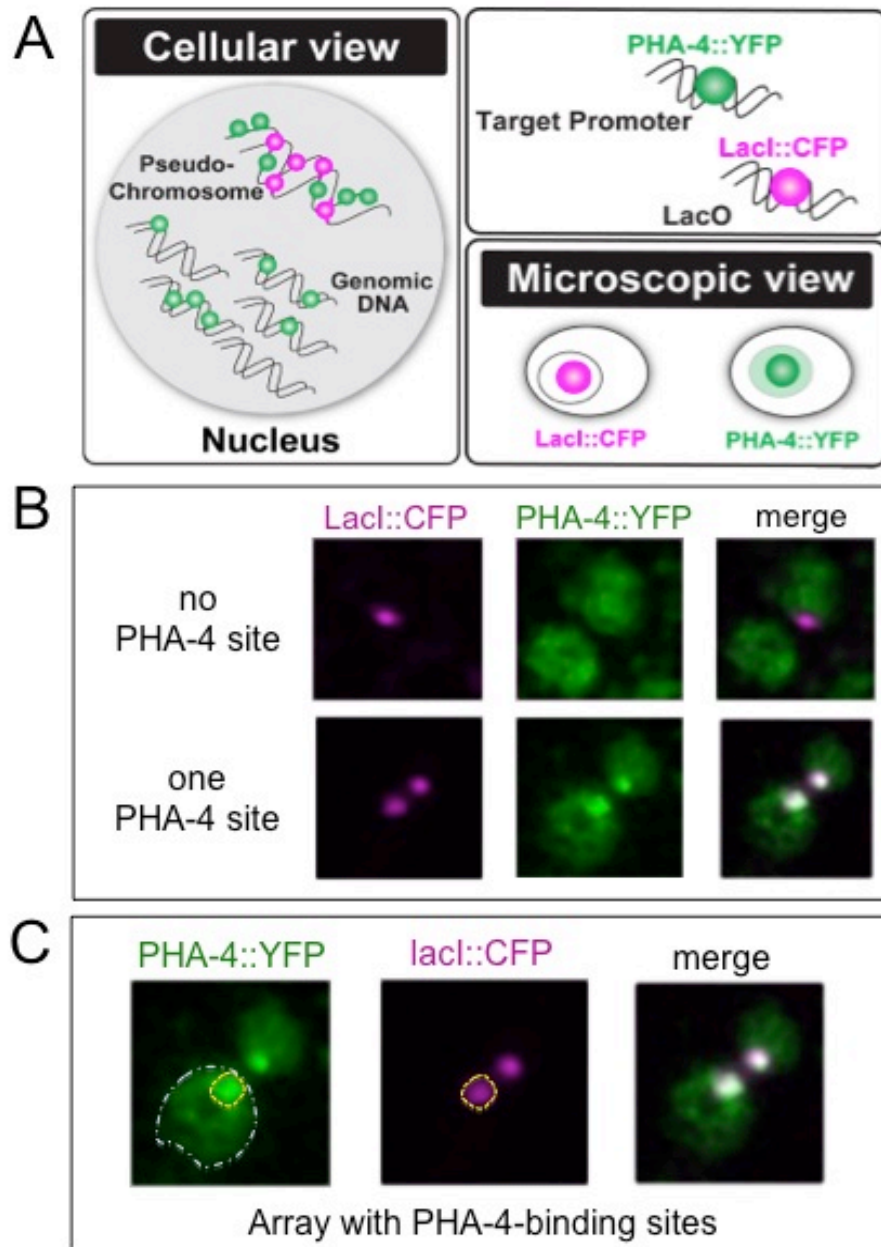 A
Cellular view
Pseudo-
Chromosome
Genomic
DNA
Nucleus
PHA-4::YFP
Target Promoter
LacI::CFP
LacO
Microscopic view
LacI::CFP
PHA-4::YFP
B
LacI::CFP
PHA-4::YFP
merge
no
PHA-4 site
one
PHA-4 site
C
PHA-4::YFP
lacI::CFP
merge
Array with PHA-4-binding sites